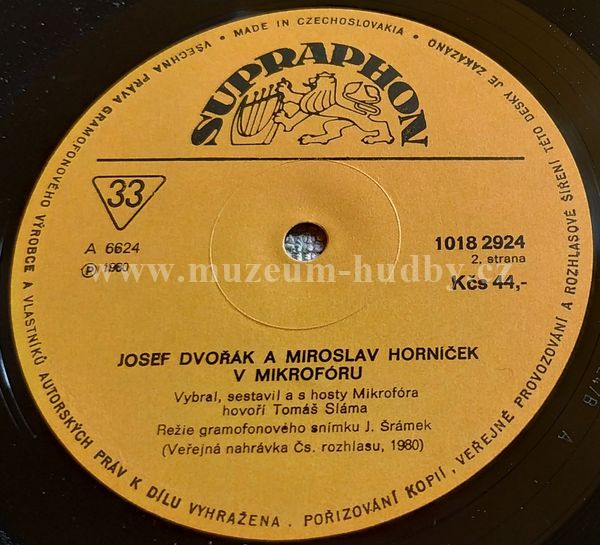 MADE IN CZECHOSLOVAKIA •
SUPRAPHON
33
A 6624
Ⓟ 1980
1018 2924
2. strana
Kčs 44,-
www.muzeum-hudby.cz
JOSEF DVOŘÁK A MIROSLAV HORNÍČEK
V MIKROFÓRU
Vybral, sestavil a s hosty Mikrofóra
hovoří Tomáš Sláma
Režie gramofonového snímku J. Šrámek
(Veřejná nahrávka Čs. rozhlasu, 1980)
VŠECHNA PRÁVA GRAMOFONOVÉHO VÝROBCE A VLASTNÍKŮ AUTORSKÝCH PRÁV K DÍLU VYHRAŽENA . POŘIZOVÁNÍ KOPIÍ , VEŘEJNÉ PROVOZOVÁNÍ A ROZHLASOVÉ ŠÍŘENÍ TÉTO DESKY JE ZAKÁZÁNO